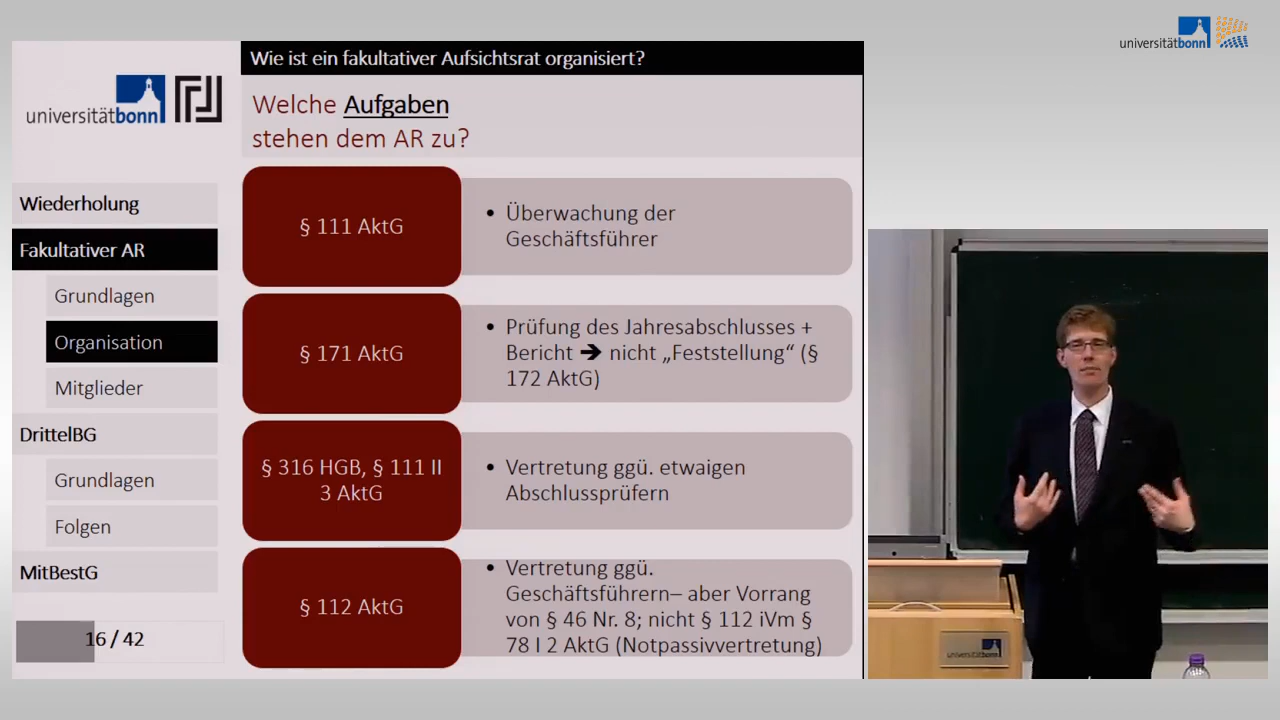 universitätbonn
Wie ist ein fakultativer Aufsichtsrat organisiert?
universitätbonn
Welche Aufgaben
stehen dem AR zu?
Wiederholung
Fakultativer AR
Grundlagen
Organisation
Mitglieder
DrittelBG
Grundlagen
Folgen
MitBestG
16 / 42
§ 111 AktG
• Überwachung der
Geschäftsführer
§ 171 AktG
• Prüfung des Jahresabschlusses +
Bericht ➔ nicht „Feststellung“ (§
172 AktG)
§ 316 HGB, § 111 II
3 AktG
• Vertretung ggü. etwaigen
Abschlussprüfern
§ 112 AktG
• Vertretung ggü.
Geschäftsführern– aber Vorrang
von § 46 Nr. 8; nicht § 112 iVm §
78 I 2 AktG (Notpassivvertretung)
universitätbonn